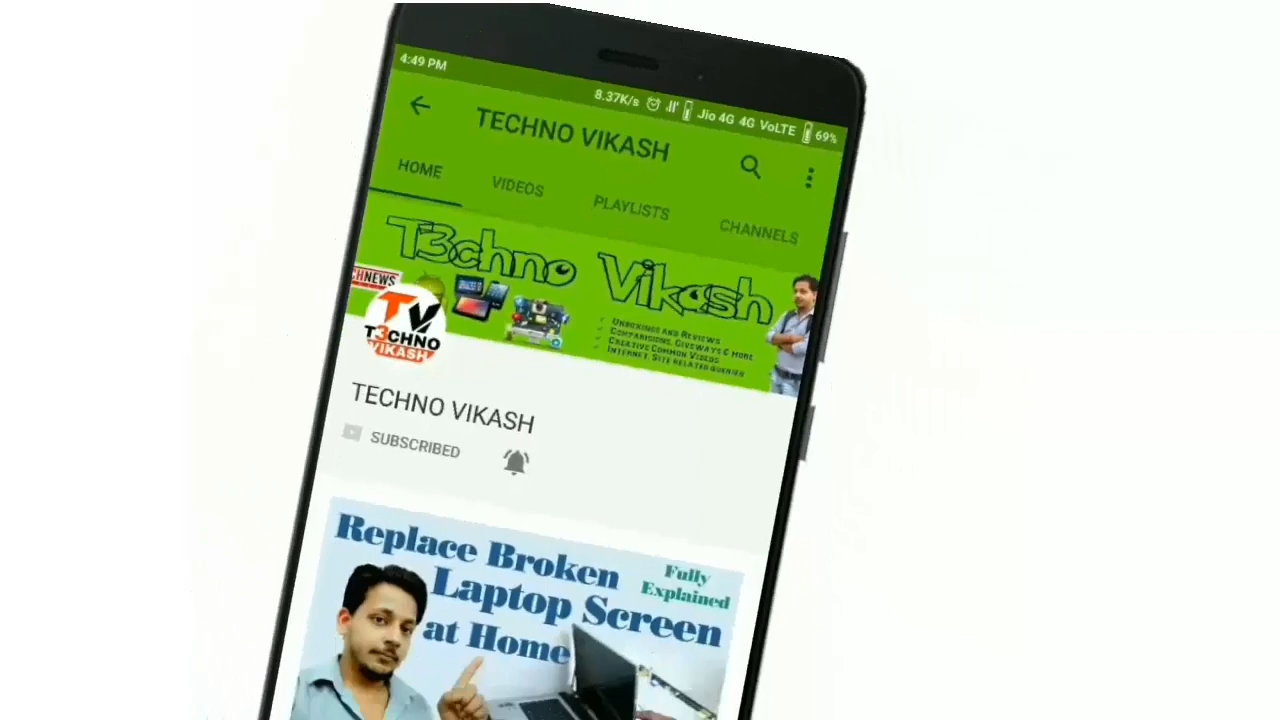 4:49 PM
8.37K/s Jio 4G 4G VoLTE 69%
TECHNO VIKASH
HOME VIDEOS PLAYLISTS CHANNELS
T3chno Vikash
CHNEWS
TV
T3CHNO
VIKASH
UNBOXINGS AND REVIEWS
COMPARISIONS, GIVEWAYS & MORE
CREATIVE COMMON VIDEOS
INTERNET, SITE RELATED QUERIES
TECHNO VIKASH
SUBSCRIBED
Replace Broken
Laptop Screen
at Home
Fully
Explained